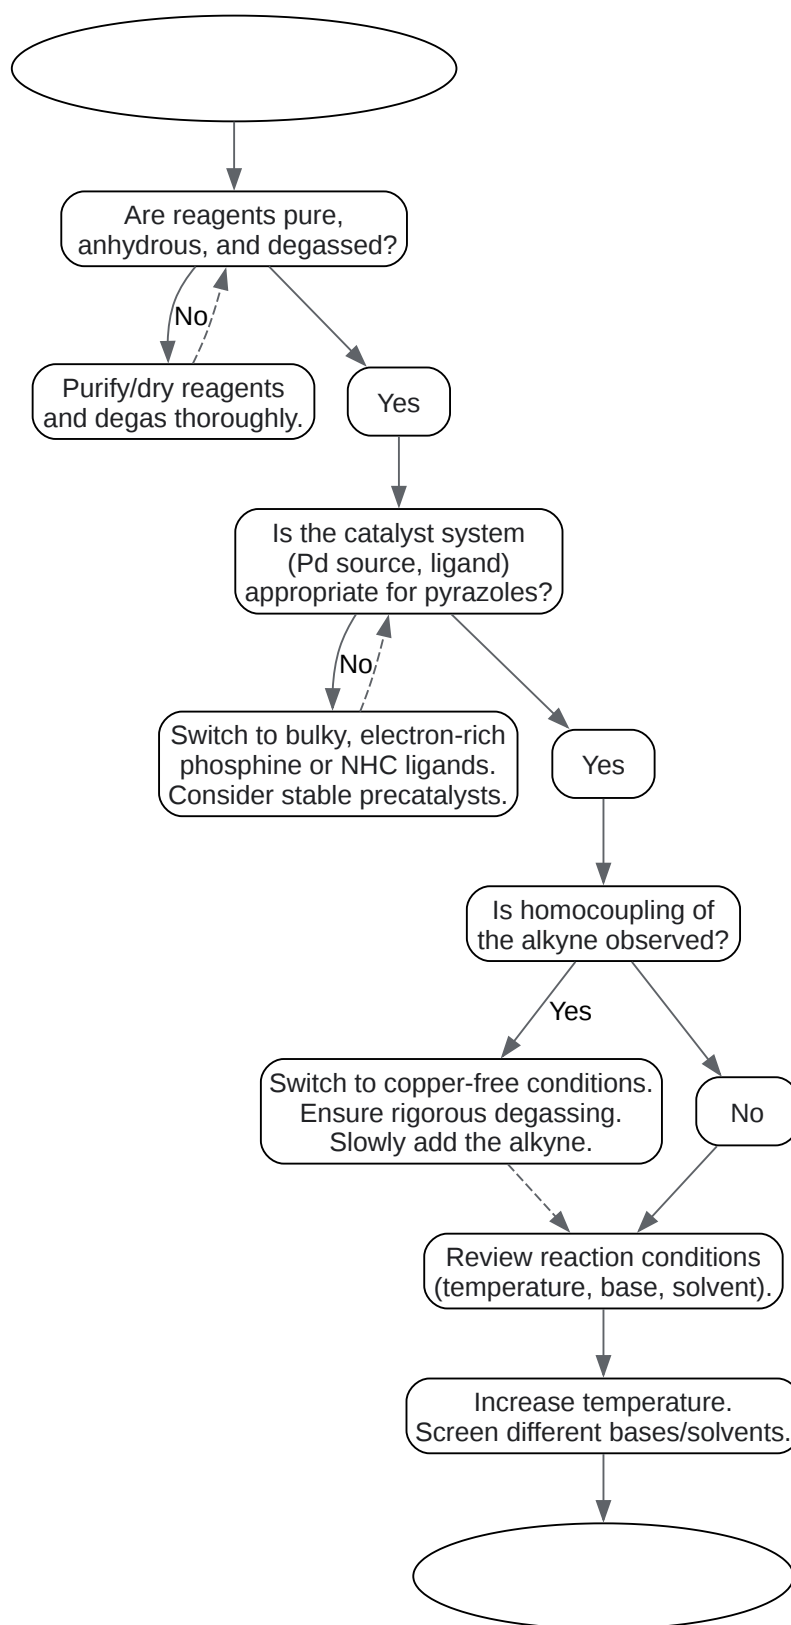 Are reagents pure,
anhydrous, and degassed?
No
Purify/dry reagents
and degas thoroughly.
Yes
Is the catalyst system
(Pd source, ligand)
appropriate for pyrazoles?
No
Switch to bulky, electron-rich
phosphine or NHC ligands.
Consider stable precatalysts.
Yes
Is homocoupling of
the alkyne observed?
Yes
Switch to copper-free conditions.
Ensure rigorous degassing.
Slowly add the alkyne.
No
Review reaction conditions
(temperature, base, solvent).
Increase temperature.
Screen different bases/solvents.